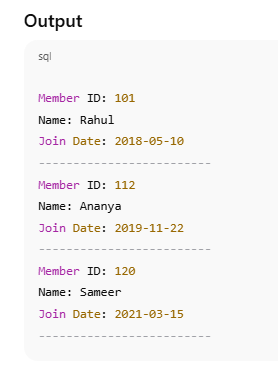 Output
sql
Member ID: 101
Name: Rahul
Join Date: 2018-05-10
-------------------------
Member ID: 112
Name: Ananya
Join Date: 2019-11-22
-------------------------
Member ID: 120
Name: Sameer
Join Date: 2021-03-15
-------------------------